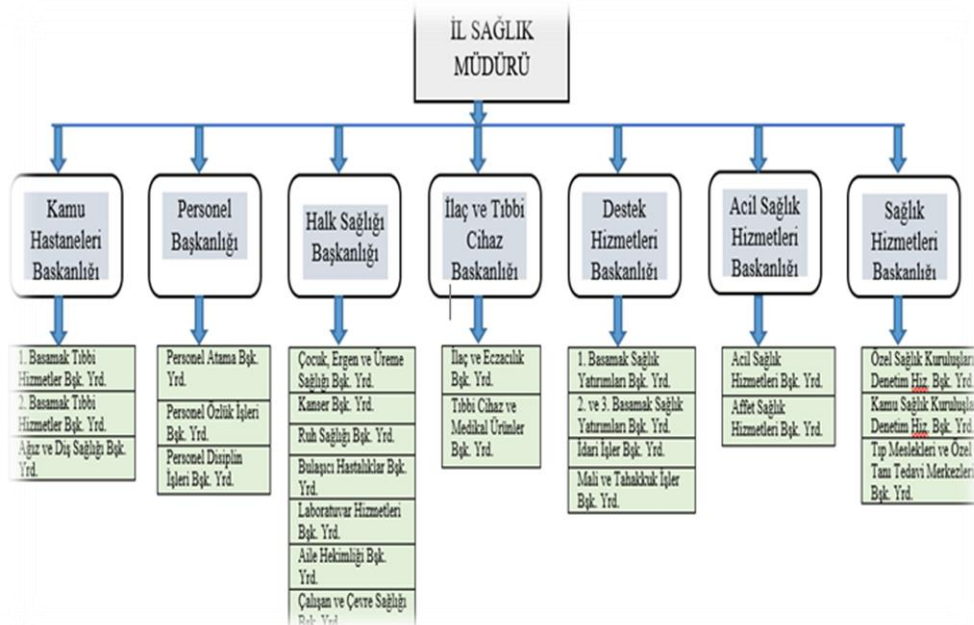 İL SAĞLIK
MÜDÜRÜ
Kamu
Hastaneleri
Baskanlığı
Personel
Başkanlığı
Halk Sağlığı
Başkanlığı
İlaç ve Tıbbi
Cihaz
Baskanlığı
Destek
Hizmetleri
Baskanlığı
Acil Sağlık
Hizmetleri
Baskanlığı
Sağlık
Hizmetleri
Baskanlığı
1. Basamak Tıbbi
Hizmetler Bşk. Yrd.
2. Basamak Tıbbi
Hizmetler Bşk. Yrd.
Ağız ve Diş Sağlığı Bşk.
Yrd.
Personel Atama Bşk.
Yrd.
Personel Özlük İşleri
Bşk. Yrd.
Personel Disiplin
İşleri Bşk. Yrd.
Çocuk, Ergen ve Üreme
Sağlığı Bşk. Yrd.
Kanser Bşk. Yrd.
Ruh Sağlığı Bşk. Yrd.
Bulaşıcı Hastalıklar Bşk.
Yrd.
Laboratuvar Hizmetleri
Bşk. Yrd.
Aile Hekimliği Bşk.
Yrd.
Çalışan ve Çevre Sağlığı
Bşk. Yrd.
İlaç ve Eczacılık
Bşk. Yrd.
Tıbbi Cihaz ve
Medikal Ürünler
Bşk. Yrd.
1. Basamak Sağlık
Yatırımları Bşk. Yrd.
2. ve 3. Basamak Sağlık
Yatırımları Bşk. Yrd.
İdari İşler Bşk. Yrd.
Mali ve Tahakkuk İşler
Bşk. Yrd.
Acil Sağlık
Hizmetleri Bşk. Yrd.
Affet Sağlık
Hizmetleri Bşk. Yrd.
Özel Sağlık Kuruluşları
Denetim Hiz. Bşk. Yrd.
Kamu Sağlık Kuruluşla
Denetim Hiz. Bşk. Yrd.
Tıp Meslekleri ve Özel
Tanı Tedavi Merkezleri
Bşk. Yrd.